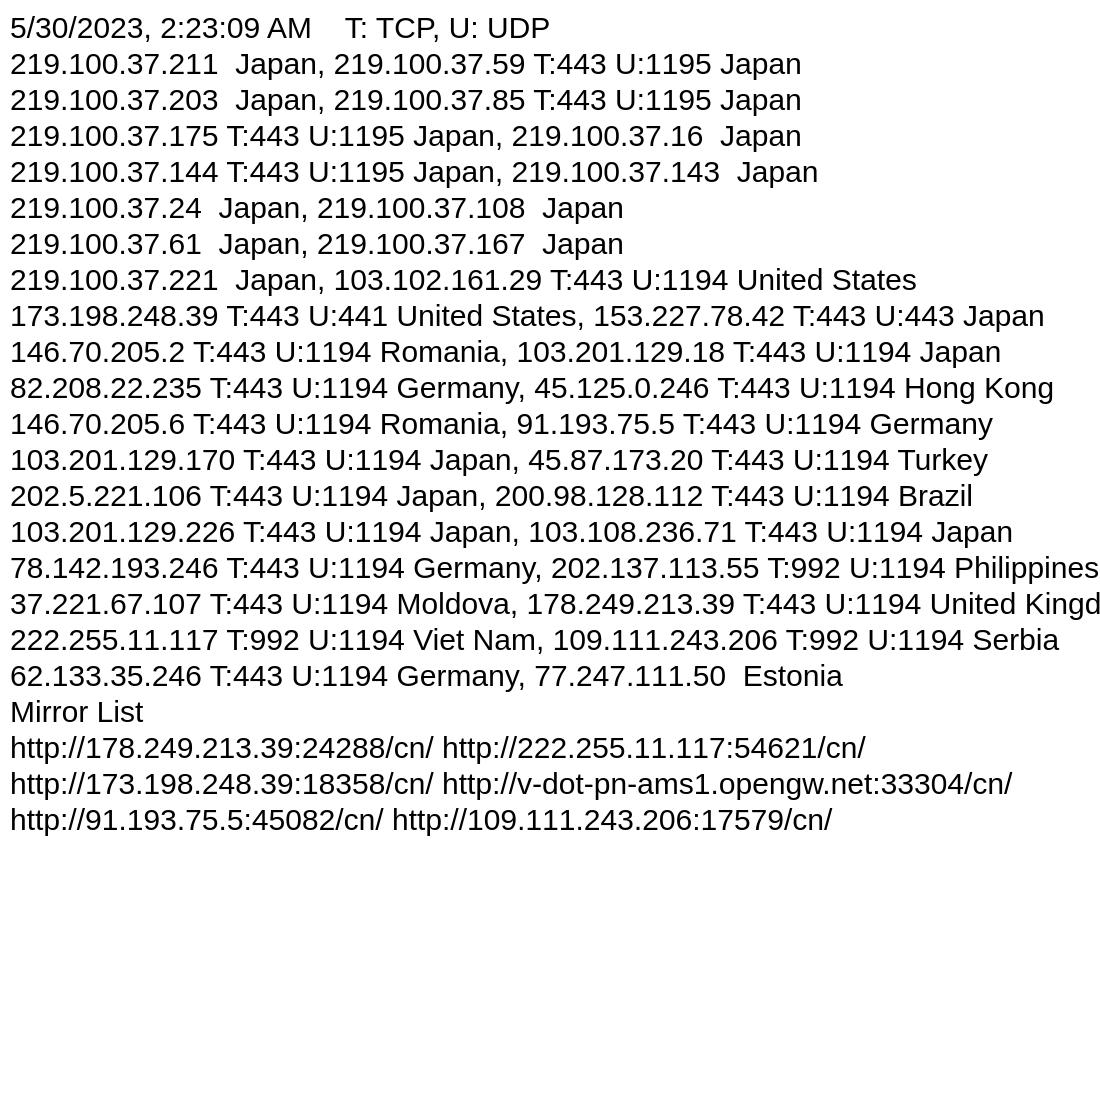 5/30/2023, 2:23:09 AM    T: TCP, U: UDP
219.100.37.211  Japan, 219.100.37.59 T:443 U:1195 Japan
219.100.37.203  Japan, 219.100.37.85 T:443 U:1195 Japan
219.100.37.175 T:443 U:1195 Japan, 219.100.37.16  Japan
219.100.37.144 T:443 U:1195 Japan, 219.100.37.143  Japan
219.100.37.24  Japan, 219.100.37.108  Japan
219.100.37.61  Japan, 219.100.37.167  Japan
219.100.37.221  Japan, 103.102.161.29 T:443 U:1194 United States
173.198.248.39 T:443 U:441 United States, 153.227.78.42 T:443 U:443 Japan
146.70.205.2 T:443 U:1194 Romania, 103.201.129.18 T:443 U:1194 Japan
82.208.22.235 T:443 U:1194 Germany, 45.125.0.246 T:443 U:1194 Hong Kong
146.70.205.6 T:443 U:1194 Romania, 91.193.75.5 T:443 U:1194 Germany
103.201.129.170 T:443 U:1194 Japan, 45.87.173.20 T:443 U:1194 Turkey
202.5.221.106 T:443 U:1194 Japan, 200.98.128.112 T:443 U:1194 Brazil
103.201.129.226 T:443 U:1194 Japan, 103.108.236.71 T:443 U:1194 Japan
78.142.193.246 T:443 U:1194 Germany, 202.137.113.55 T:992 U:1194 Philippines
37.221.67.107 T:443 U:1194 Moldova, 178.249.213.39 T:443 U:1194 United Kingd
222.255.11.117 T:992 U:1194 Viet Nam, 109.111.243.206 T:992 U:1194 Serbia
62.133.35.246 T:443 U:1194 Germany, 77.247.111.50  Estonia
Mirror List
http://178.249.213.39:24288/cn/ http://222.255.11.117:54621/cn/
http://173.198.248.39:18358/cn/ http://v-dot-pn-ams1.opengw.net:33304/cn/
http://91.193.75.5:45082/cn/ http://109.111.243.206:17579/cn/